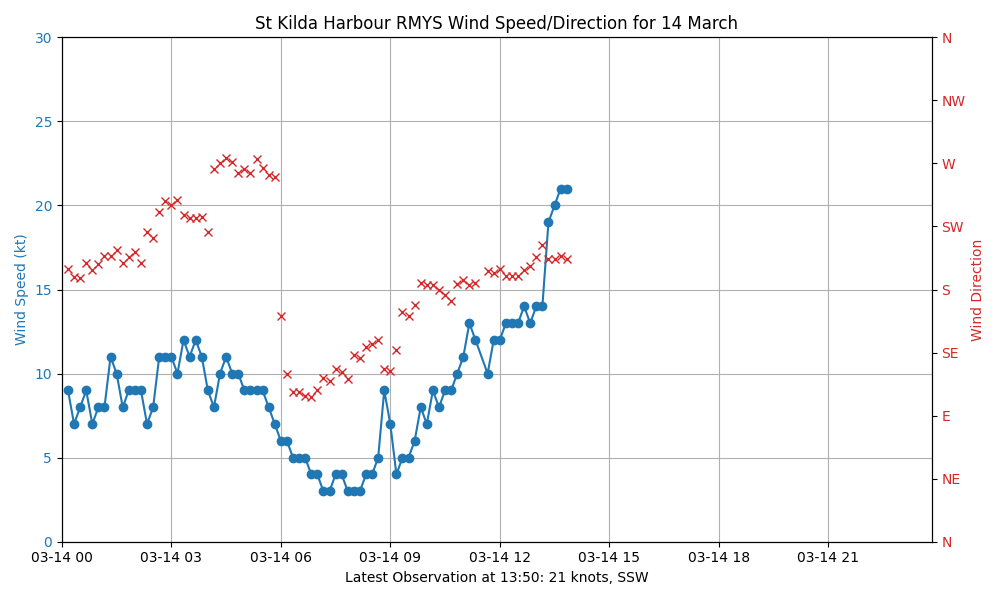 St Kilda Harbour RMYS Wind Speed/Direction for 14 March
30
25
20
15
10
5
0
Wind Speed (kt)
N
NW
W
SW
S
SE
E
NE
N
Wind Direction
03-14 00
03-14 03
03-14 06
03-14 09
03-14 12
03-14 15
03-14 18
03-14 21
Latest Observation at 13:50: 21 knots, SSW